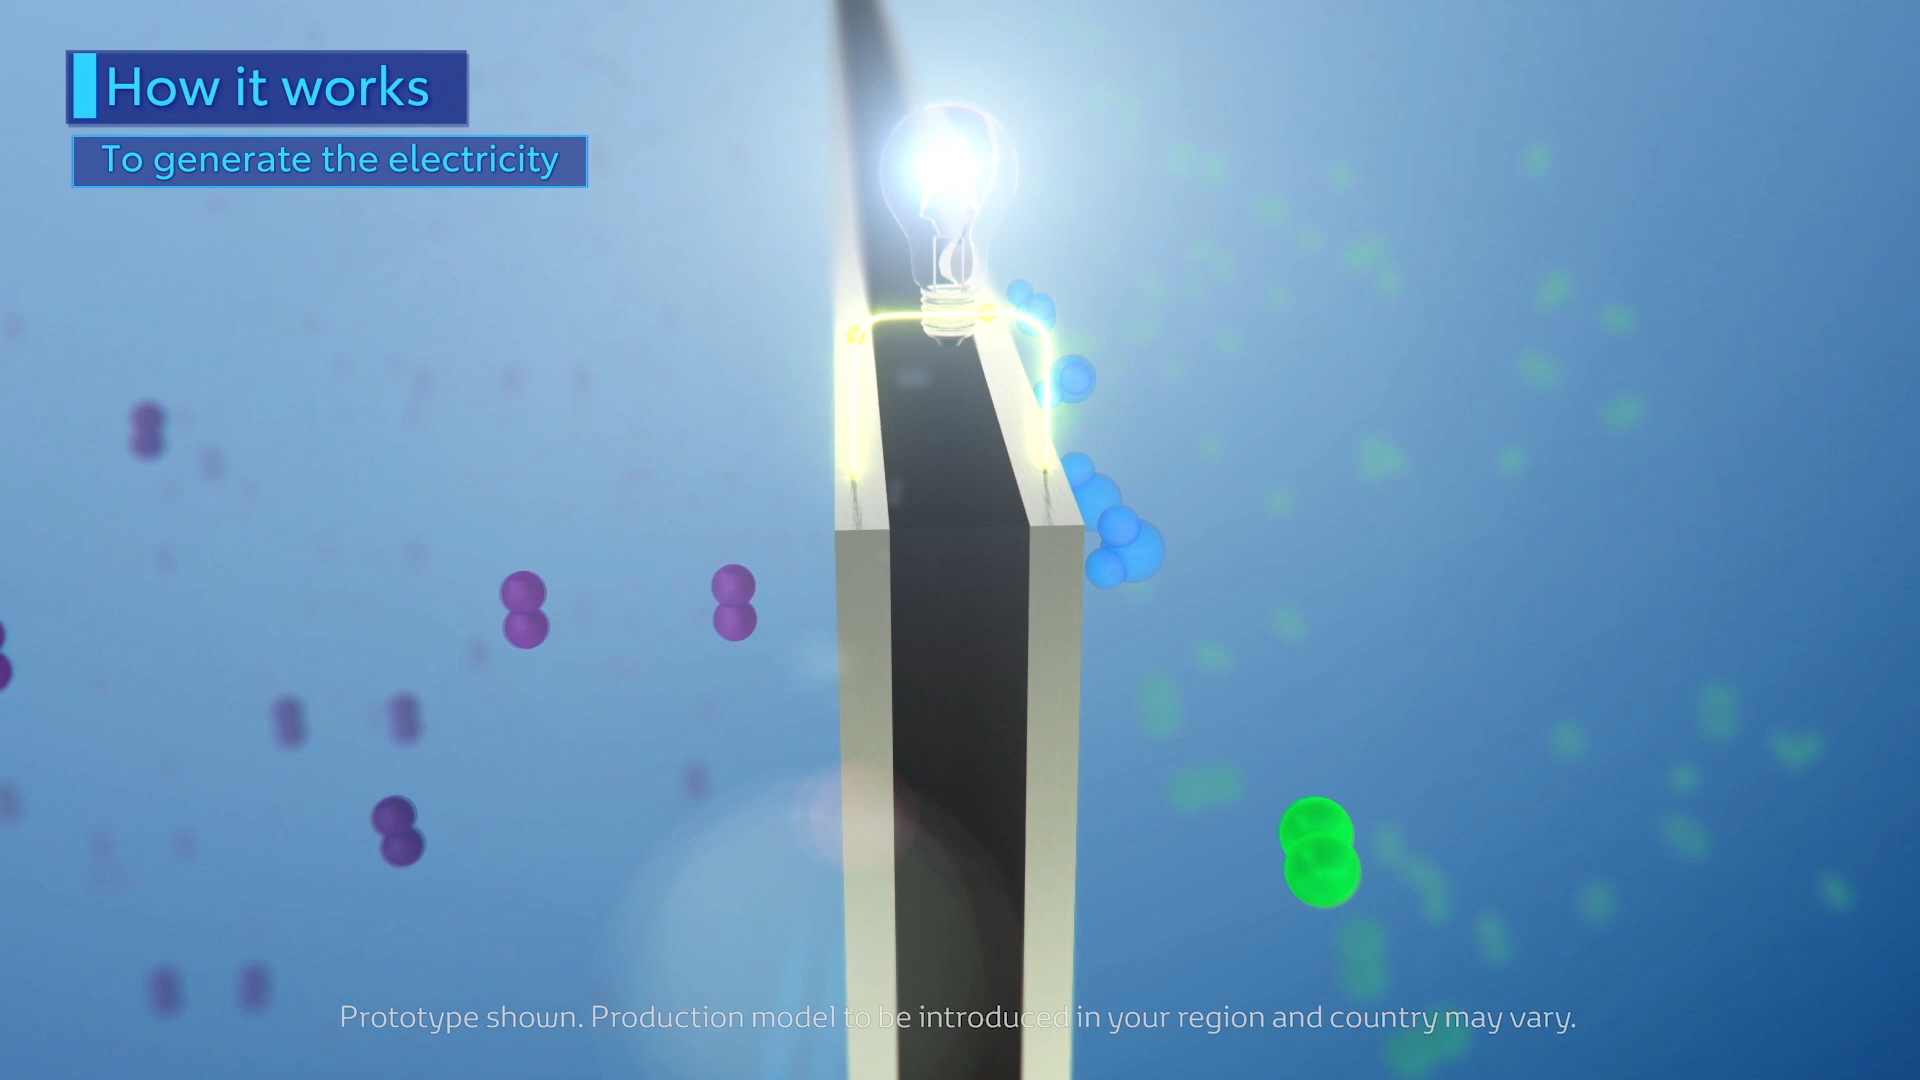 How it works
To generate the electricity
Prototype shown. Production model to be introduced in your region and country may vary.